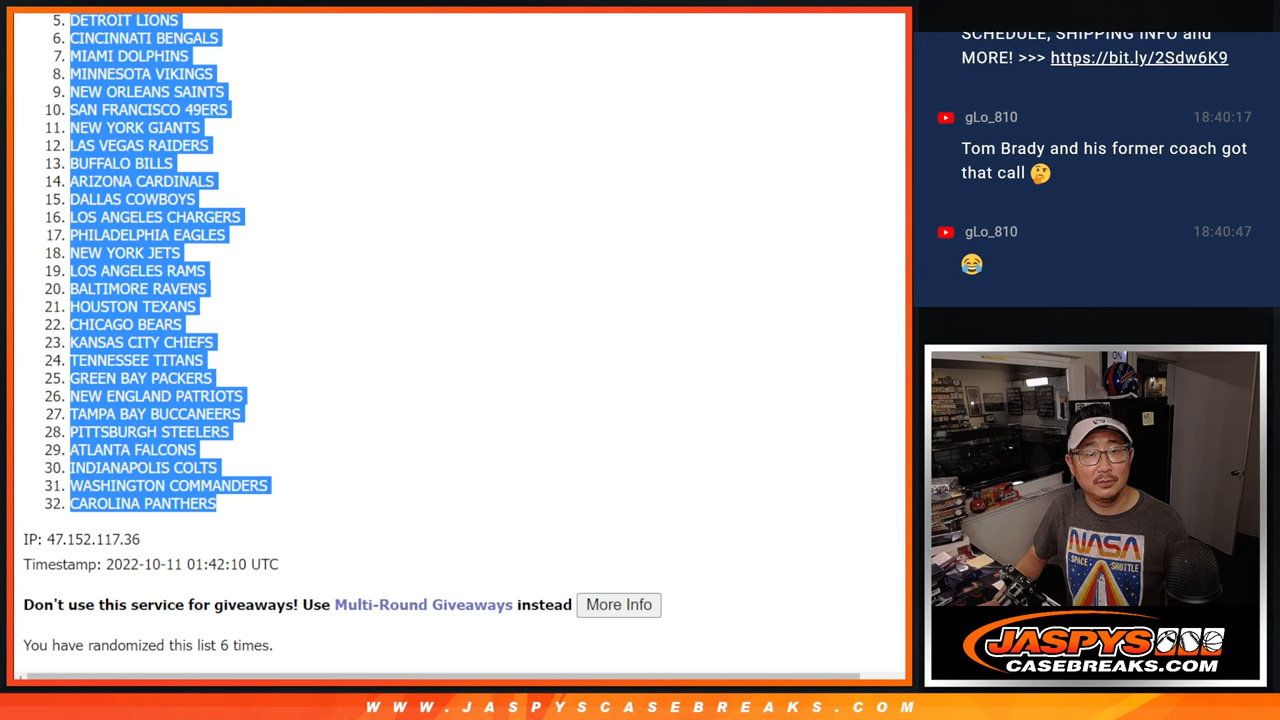 5. DETROIT LIONS
6. CINCINNATI BENGALS
7. MIAMI DOLPHINS
8. MINNESOTA VIKINGS
9. NEW ORLEANS SAINTS
10. SAN FRANCISCO 49ERS
11. NEW YORK GIANTS
12. LAS VEGAS RAIDERS
13. BUFFALO BILLS
14. ARIZONA CARDINALS
15. DALLAS COWBOYS
16. LOS ANGELES CHARGERS
17. PHILADELPHIA EAGLES
18. NEW YORK JETS
19. LOS ANGELES RAMS
20. BALTIMORE RAVENS
21. HOUSTON TEXANS
22. CHICAGO BEARS
23. KANSAS CITY CHIEFS
24. TENNESSEE TITANS
25. GREEN BAY PACKERS
26. NEW ENGLAND PATRIOTS
27. TAMPA BAY BUCCANEERS
28. PITTSBURGH STEELERS
29. ATLANTA FALCONS
30. INDIANAPOLIS COLTS
31. WASHINGTON COMMANDERS
32. CAROLINA PANTHERS
IP: 47.152.117.36
Timestamp: 2022-10-11 01:42:10 UTC
Don't use this service for giveaways! Use Multi-Round Giveaways instead More Info
You have randomized this list 6 times.
SCHEDULE, SHIPPING INFO and
MORE! >>> https://bit.ly/2Sdw6K9
gLo_810 18:40:17
Tom Brady and his former coach got
that call 🤔
gLo_810 18:40:47
😂
ON
NASA
SPACE SHUTTLE
JASPYS
CASEBREAKS.COM
WWW.JASPYSCASEBREAKS.COM